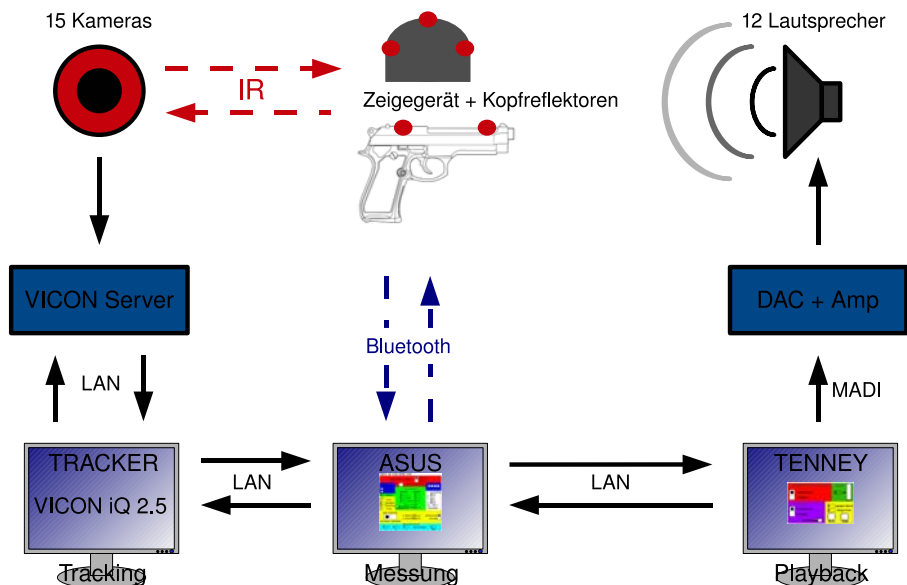 15 Kameras
12 Lautsprecher
IR
Zeigegerät + Kopfreflektoren
VICON Server
DAC + Amp
Bluetooth
LAN
MADI
TRACKER
ASUS
TENNEY
LAN
LAN
VICON iQ 2.5
Tracking
Messung
Playback